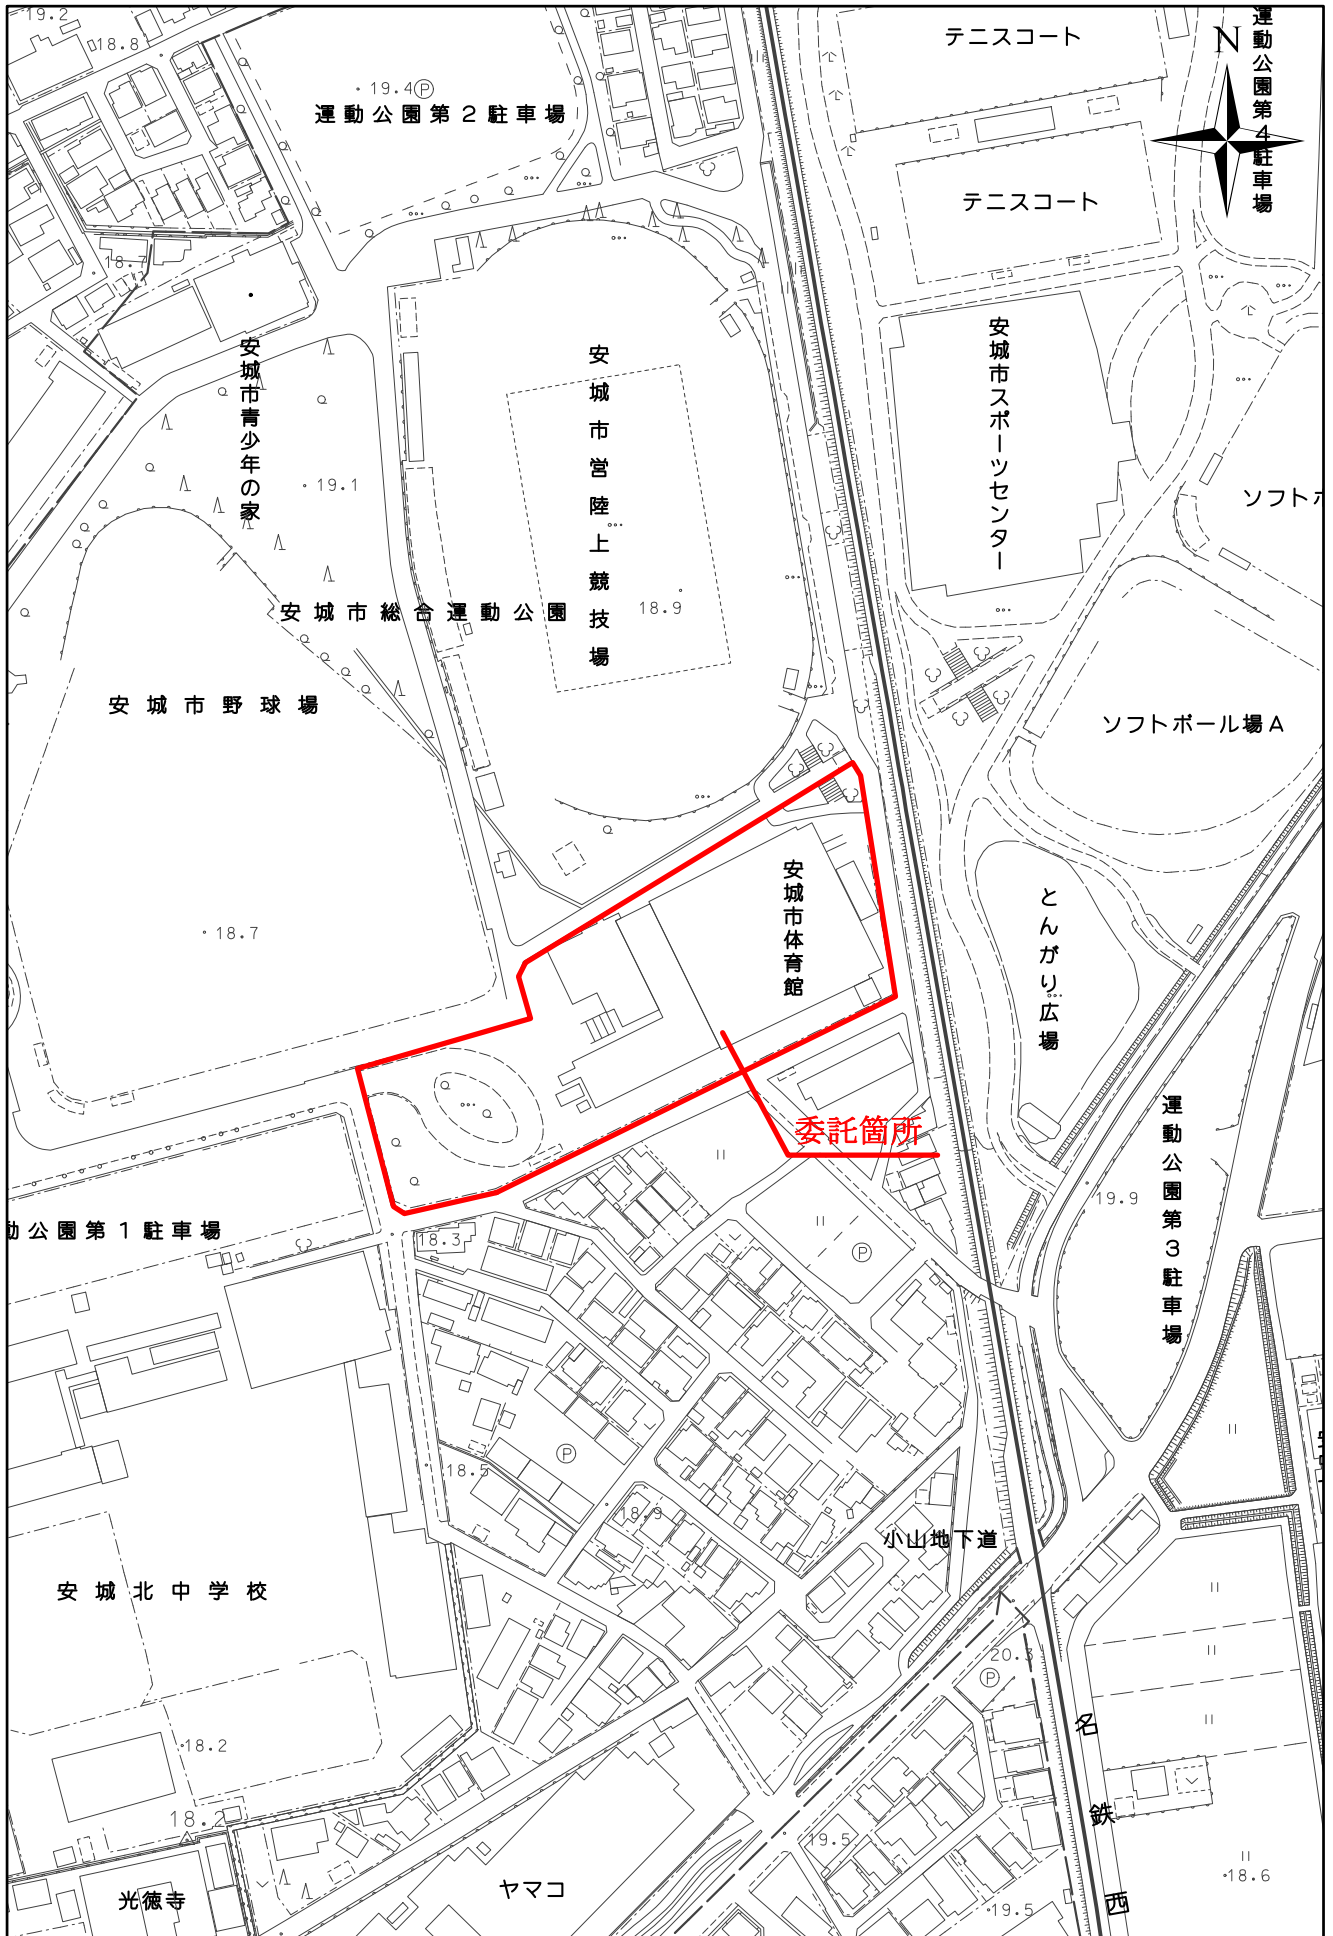 19.2
18.8
19.4Ⓟ
運動公園第２駐車場
テニスコート
N
運動公園第4駐車場
テニスコート
18.7
安城市青少年の家
安城市営陸上競技場
安城市スポーツセンター
19.1
ソフトボ
安城市総合運動公園
18.9
安城市野球場
ソフトボール場Ａ
安城市体育館
とんがり広場
18.7
委託箇所
運動公園第３駐車場
19.9
動公園第１駐車場
18.3
Ⓟ
18.5
Ⓟ
18.9
小山地下道
安城北中学校
20.3
Ⓟ
18.2
18.2
名鉄西
19.5
18.6
光徳寺
ヤマコ
19.5